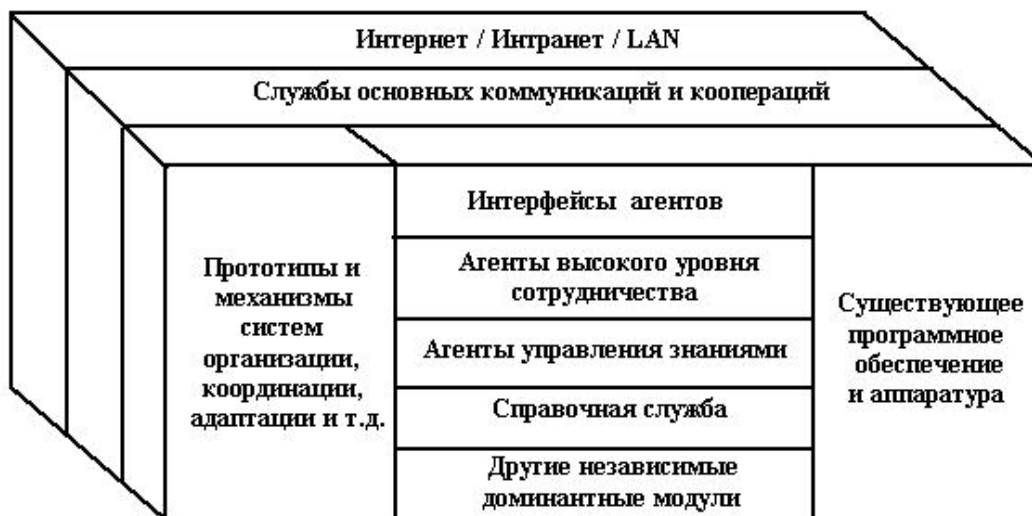 Интернет / Интранет / LAN
Службы основных коммуникаций и коопераций
Прототипы и
механизмы
систем
организации,
координации,
адаптации и т.д.
Интерфейсы агентов
Агенты высокого уровня
сотрудничества
Агенты управления знаниями
Справочная служба
Другие независимые
доминантные модули
Существующее
программное
обеспечение
и аппаратура